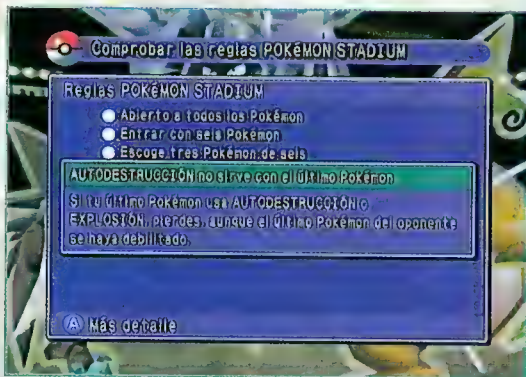 Comprobar las reglas POKéMON STADIUM
Reglas POKéMON STADIUM
Abierto a todos los Pokémon
Entrar con seis Pokémon
Escoge tres Pokémon de seis
AUTODESTRUCCIÓN no sirve con el último Pokémon
Si tu último Pokémon usa AUTODESTRUCCIÓN o
EXPLOSIÓN, pierdes, aunque el último Pokémon del oponente
se haya debilitado.
A Más detalle